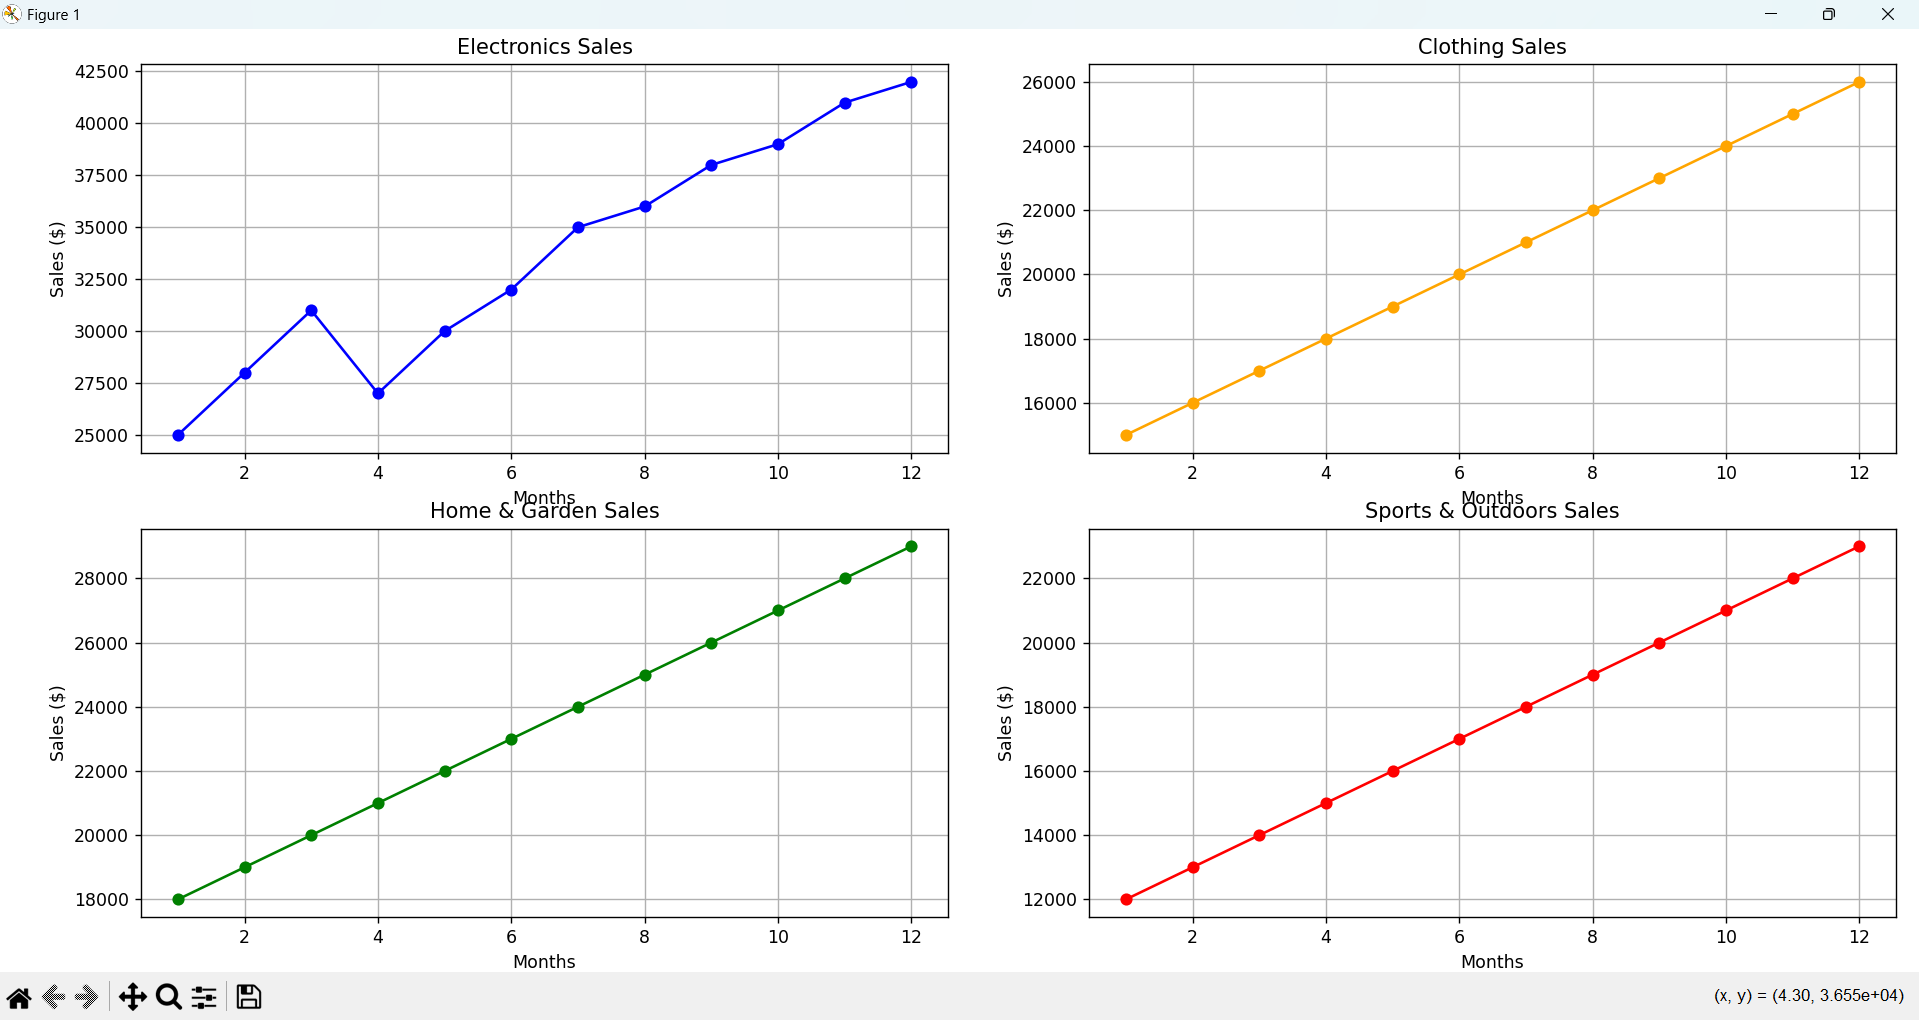 Figure 1
Electronics Sales
42500
40000
37500
35000
32500
30000
27500
25000
Sales ($)
2 4 6 8 10 12
Months
Clothing Sales
26000
24000
22000
20000
18000
16000
Sales ($)
2 4 6 8 10 12
Months
Home & Garden Sales
28000
26000
24000
22000
20000
18000
Sales ($)
2 4 6 8 10 12
Months
Sports & Outdoors Sales
22000
20000
18000
16000
14000
12000
Sales ($)
2 4 6 8 10 12
Months
(x, y) = (4.30, 3.655e+04)